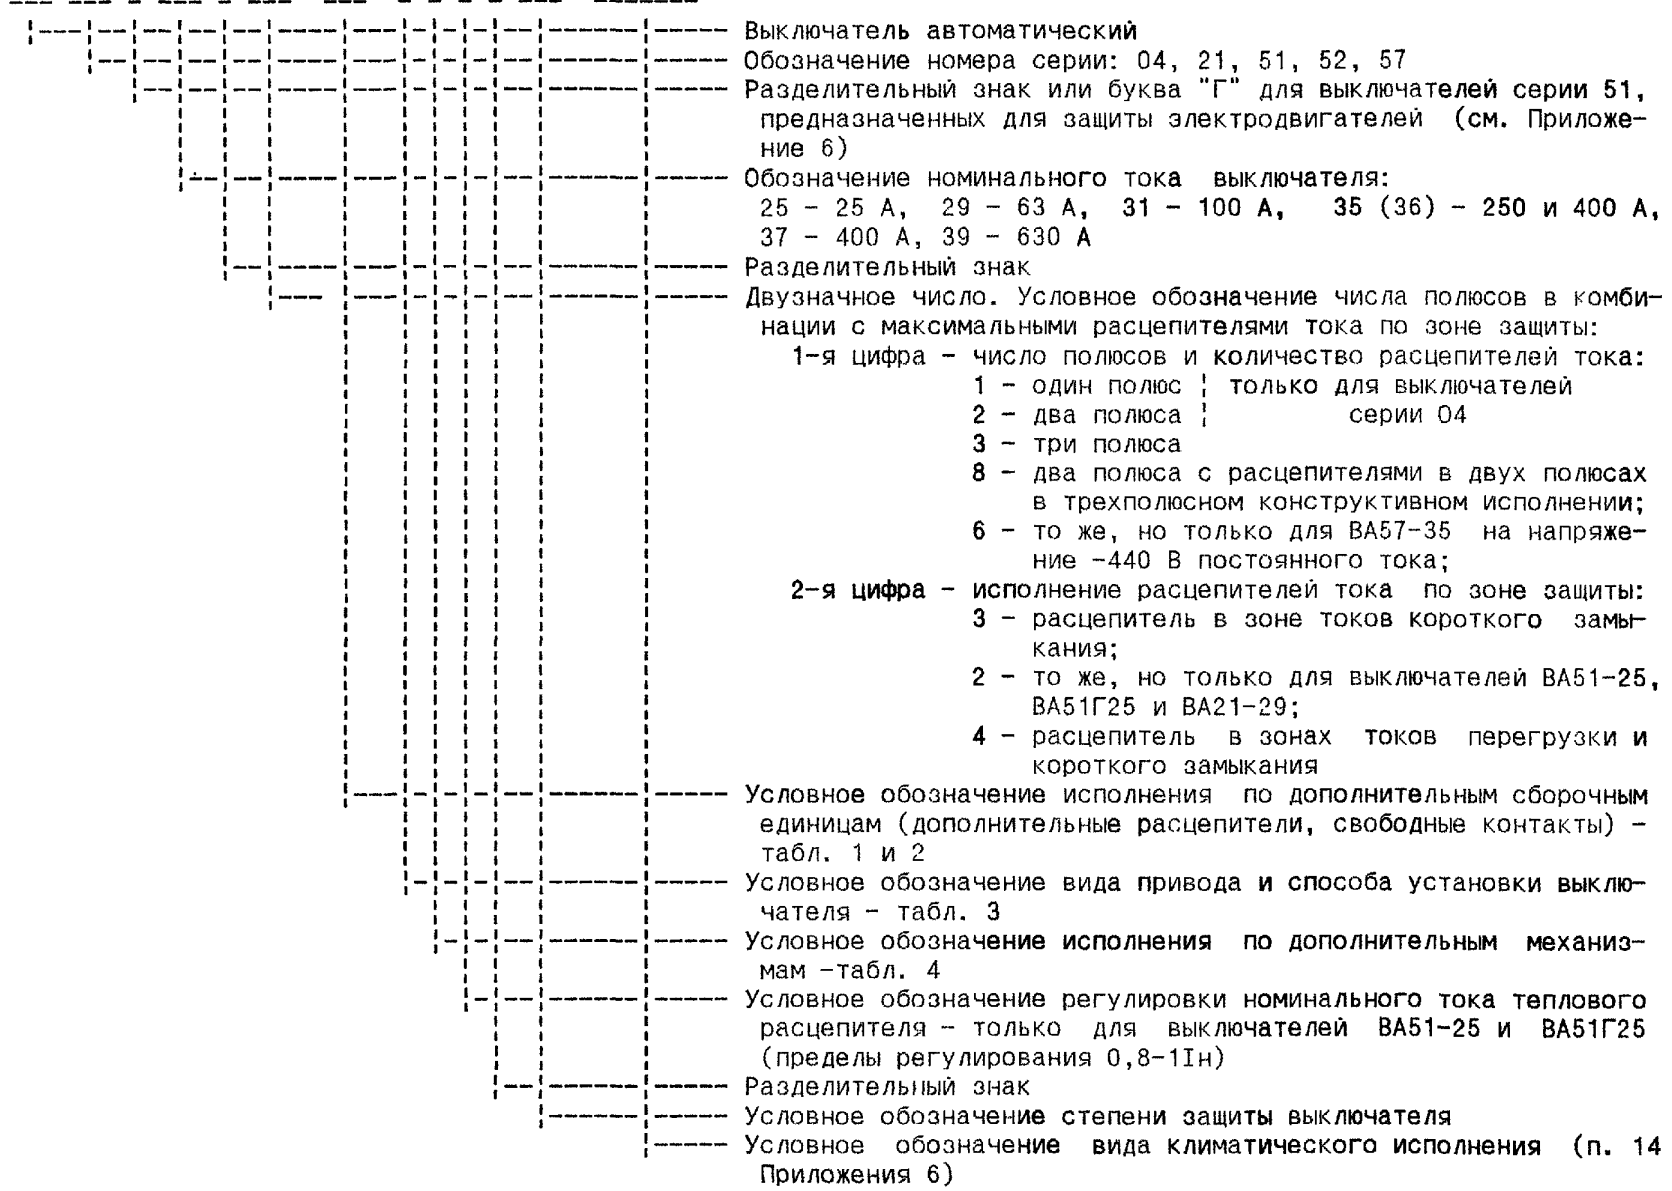 Выключатель автоматический
Обозначение номера серии: 04, 21, 51, 52, 57
Разделительный знак или буква "Г" для выключателей серии 51,
предназначенных для защиты электродвигателей (см. Приложе-
ние 6)
Обозначение номинального тока выключателя:
25 - 25 А, 29 - 63 А, 31 - 100 А, 35 (36) - 250 и 400 А,
37 - 400 А, 39 - 630 А
Разделительный знак
Двузначное число. Условное обозначение числа полюсов в комби-
нации с максимальными расцепителями тока по зоне защиты:
1-я цифра - число полюсов и количество расцепителей тока:
1 - один полюс ¦ только для выключателей
2 - два полюса ¦ серии 04
3 - три полюса
8 - два полюса с расцепителями в двух полюсах
в трехполюсном конструктивном исполнении;
6 - то же, но только для ВА57-35 на напряже-
ние -440 В постоянного тока;
2-я цифра - исполнение расцепителей тока по зоне защиты:
3 - расцепитель в зоне токов короткого замы-
кания;
2 - то же, но только для выключателей ВА51-25,
ВА51Г25 и ВА21-29;
4 - расцепитель в зонах токов перегрузки и
короткого замыкания
Условное обозначение исполнения по дополнительным сборочным
единицам (дополнительные расцепители, свободные контакты) -
табл. 1 и 2
Условное обозначение вида привода и способа установки выклю-
чателя - табл. 3
Условное обозначение исполнения по дополнительным механиз-
мам -табл. 4
Условное обозначение регулировки номинального тока теплового
расцепителя - только для выключателей ВА51-25 и ВА51Г25
(пределы регулирования 0,8-1Iн)
Разделительный знак
Условное обозначение степени защиты выключателя
Условное обозначение вида климатического исполнения (п. 14
Приложения 6)